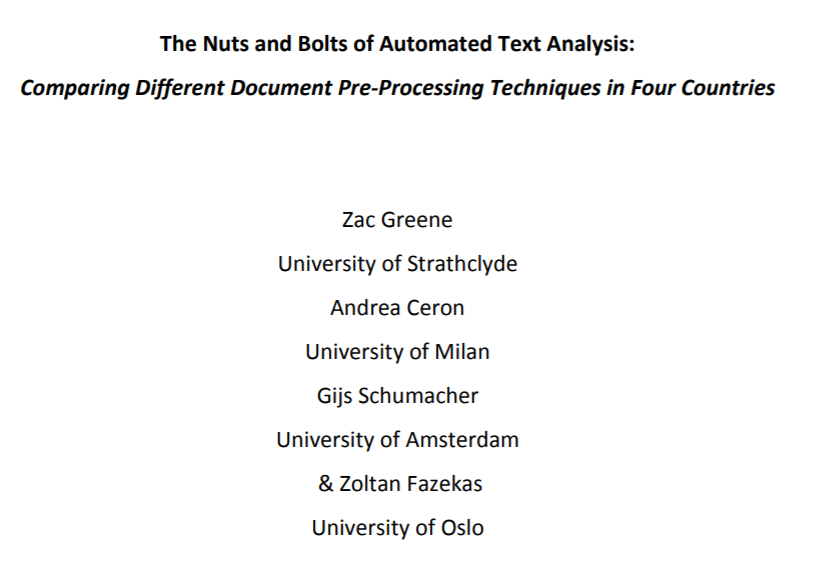 The Nuts and Bolts of Automated Text Analysis:
Comparing Different Document Pre-Processing Techniques in Four Countries
Zac Greene
University of Strathclyde
Andrea Ceron
University of Milan
Gijs Schumacher
University of Amsterdam
& Zoltan Fazekas
University of Oslo